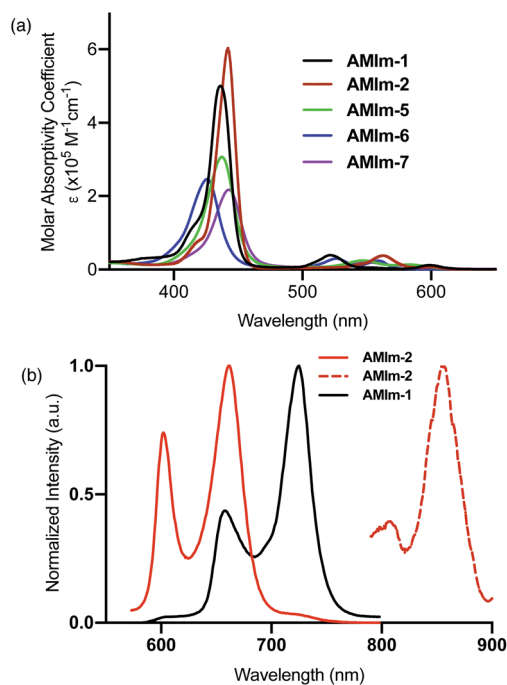 (a)
Molar Absorptivity Coefficient
ε (x10⁵ M⁻¹cm⁻¹)
6
4
2
0
400
500
600
Wavelength (nm)
AMIm-1
AMIm-2
AMIm-5
AMIm-6
AMIm-7
(b)
Normalized Intensity (a.u.)
1.0
0.5
0.0
600
700
800
900
Wavelength (nm)
AMIm-2
AMIm-2
AMIm-1